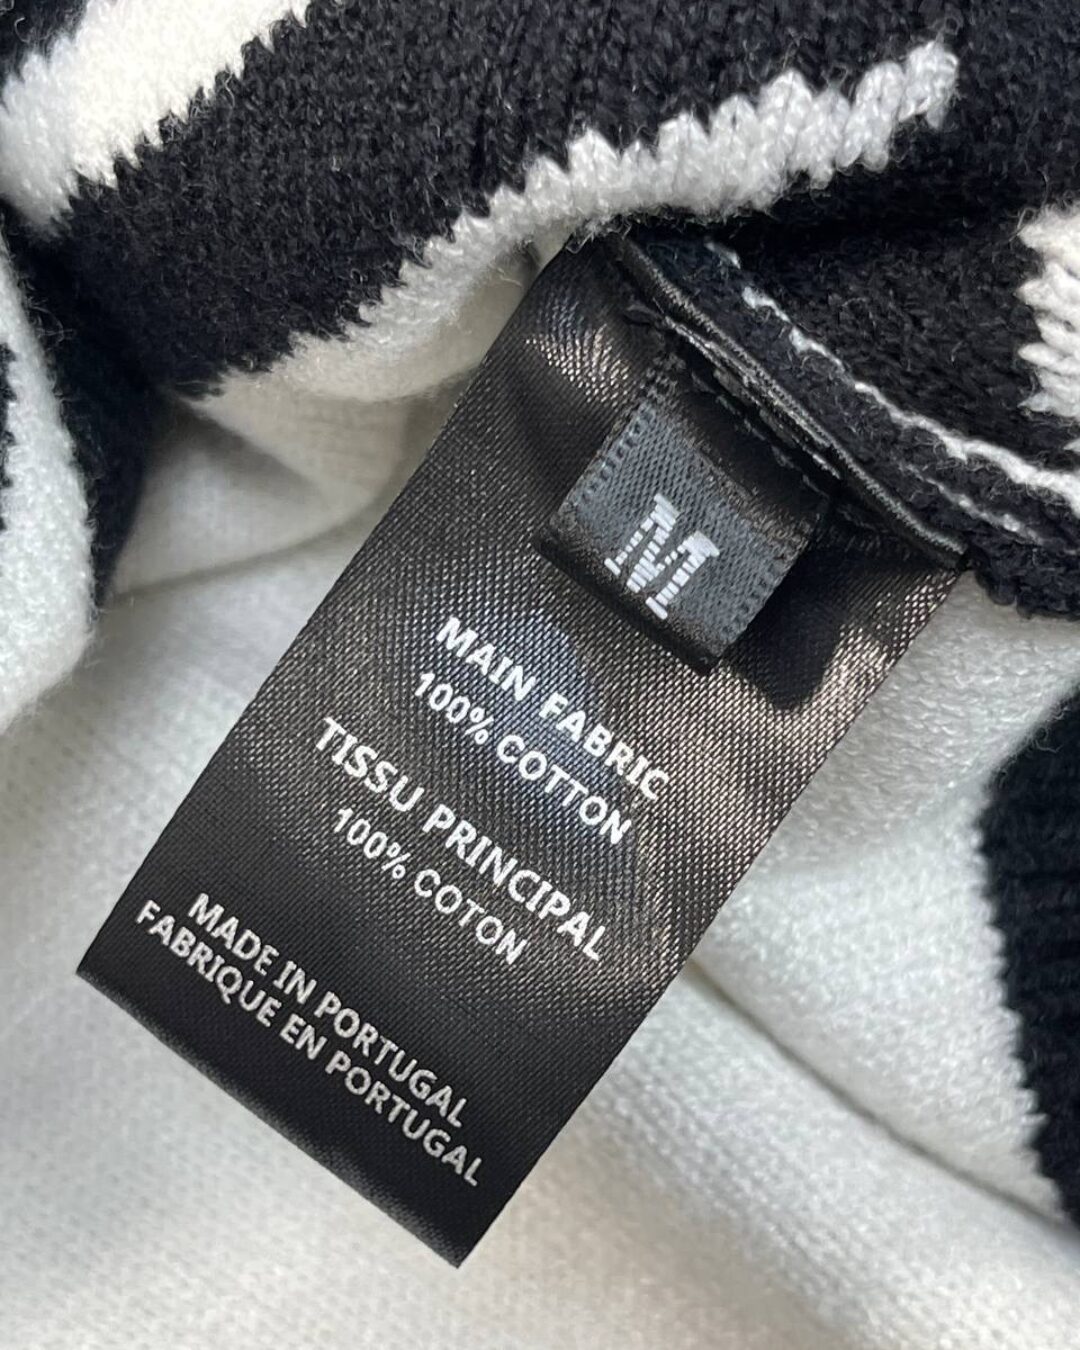 M
MAIN FABRIC
100% COTTON
TISSU PRINCIPAL
100% COTON
MADE IN PORTUGAL
FABRIQUE EN PORTUGAL